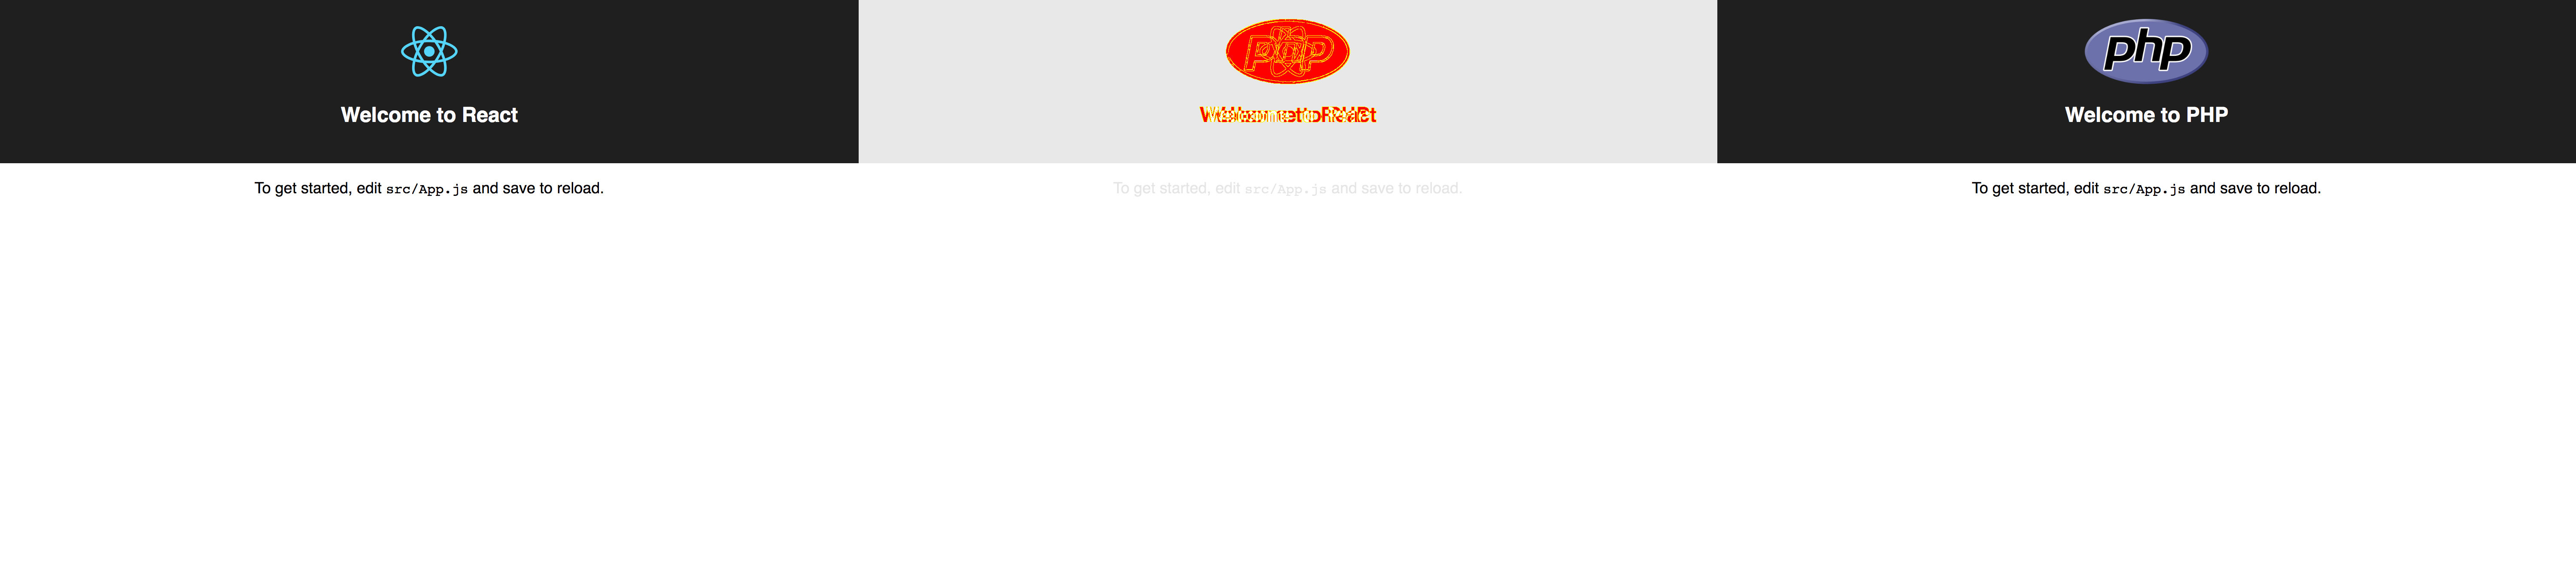 Welcome to React
To get started, edit src/App.js and save to reload.
To get started, edit src/App.js and save to reload.
php
Welcome to PHP
To get started, edit src/App.js and save to reload.